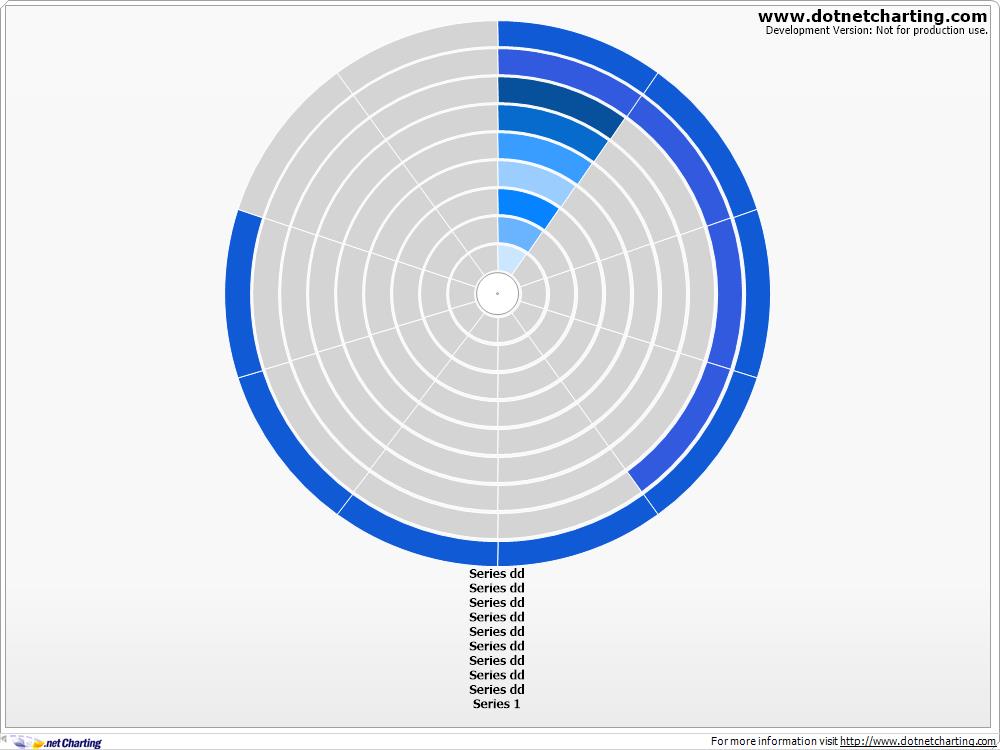 www.dotnetcharting.com
Development Version: Not for production use.
Series dd
Series dd
Series dd
Series dd
Series dd
Series dd
Series dd
Series dd
Series dd
Series 1
.net Charting
For more information visit http://www.dotnetcharting.com